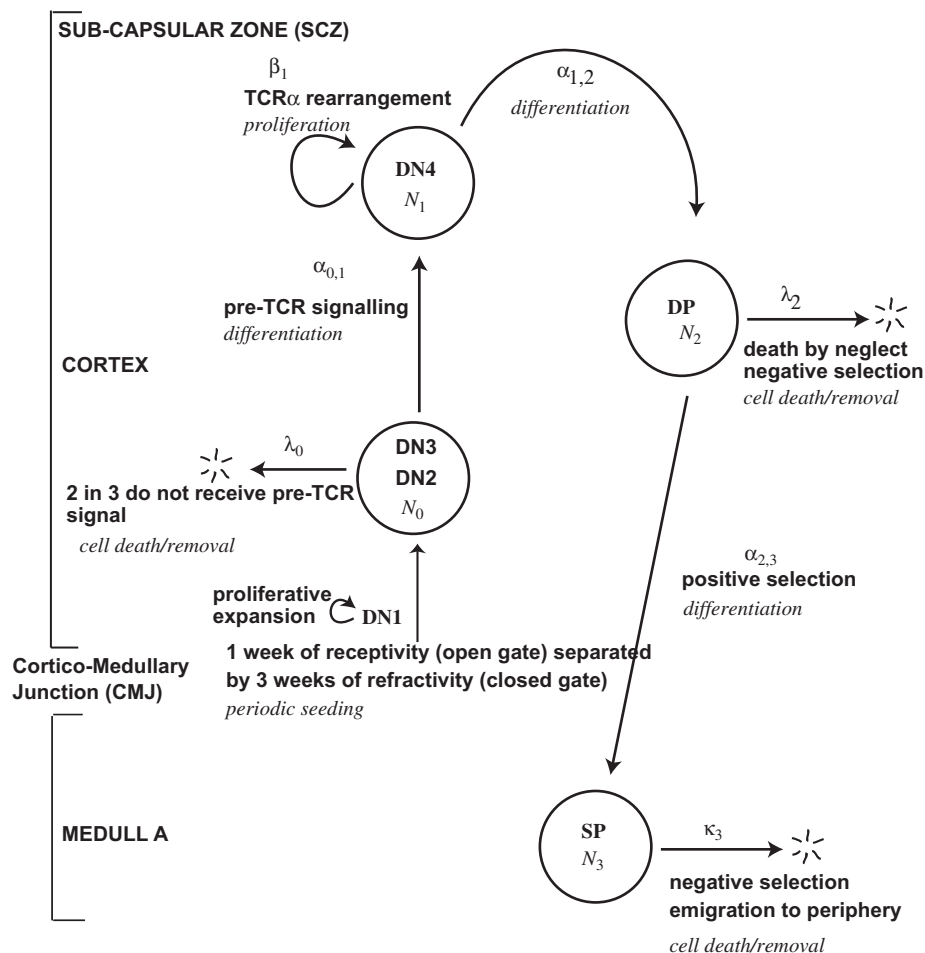 SUB-CAPSULAR ZONE (SCZ)
β1
TCRα rearrangement
proliferation
α1,2
differentiation
DN4
N1
α0,1
pre-TCR signalling
differentiation
DP
N2
λ2
death by neglect
negative selection
cell death/removal
CORTEX
λ0
2 in 3 do not receive pre-TCR
signal
cell death/removal
DN3
DN2
N0
α2,3
positive selection
differentiation
proliferative
expansion
DN1
1 week of receptivity (open gate) separated
by 3 weeks of refractivity (closed gate)
periodic seeding
Cortico-Medullary
Junction (CMJ)
MEDULL A
SP
N3
κ3
negative selection
emigration to periphery
cell death/removal